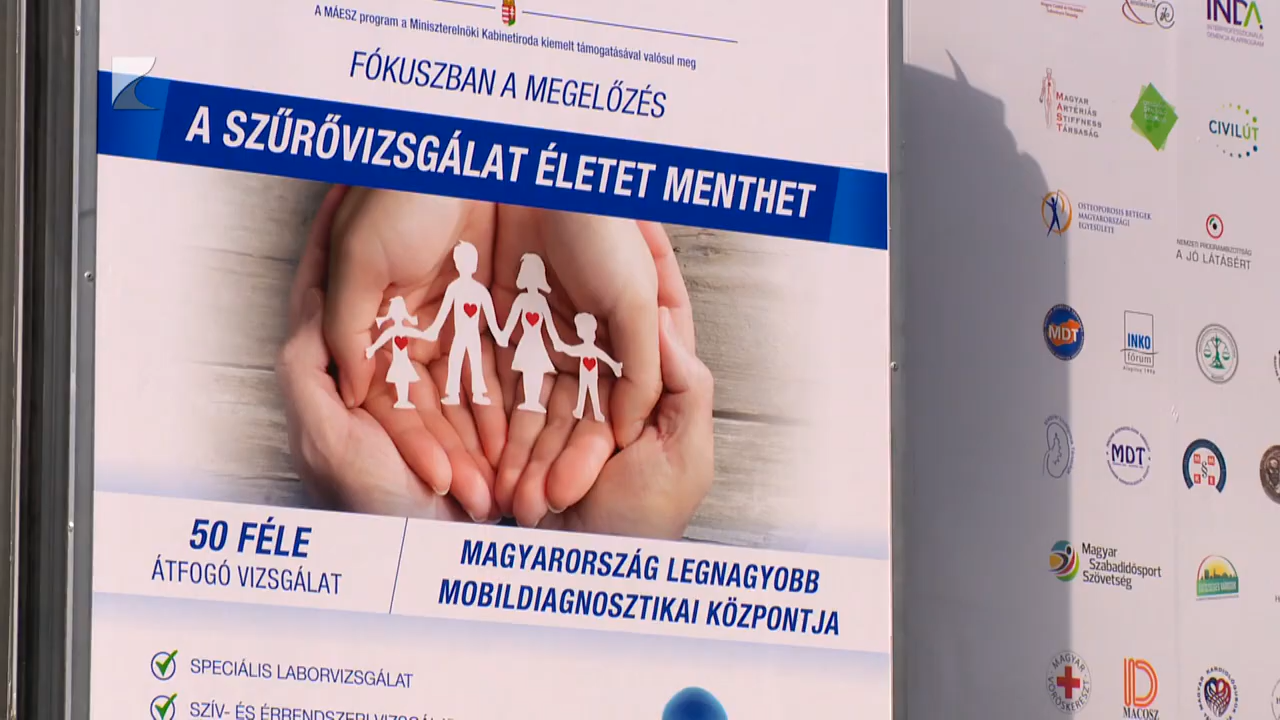 A MÁESZ program a Miniszterelnöki Kabinetiroda kiemelt támogatásával valósul meg
FÓKUSZBAN A MEGELŐZÉS
A SZŰRŐVIZSGÁLAT ÉLETET MENTHET
50 FÉLE
ÁTFOGÓ VIZSGÁLAT
MAGYARORSZÁG LEGNAGYOBB
MOBILDIAGNOSZTIKAI KÖZPONTJA
SPECIÁLIS LABORVIZSGÁLAT
SZÍV- ÉS ÉRRENDSZERI
INDA
MAGYAR
ARTÉRIÁS
STIFFNESS
TÁRSASÁG
CIVILÚT
OSTEOPOROSIS BETEGEK
MAGYARORSZÁGI
EGYESÜLETE
NEMZETI PROGRAMBIZOTTSÁG
A JÓ LÁTÁSÉRT
MDT
INKO
fórum
Alapítva 1996
MDT
Magyar
Szabadidősport
Szövetség
MAGYAR
VÖRÖSKERESZT
MACOSZ